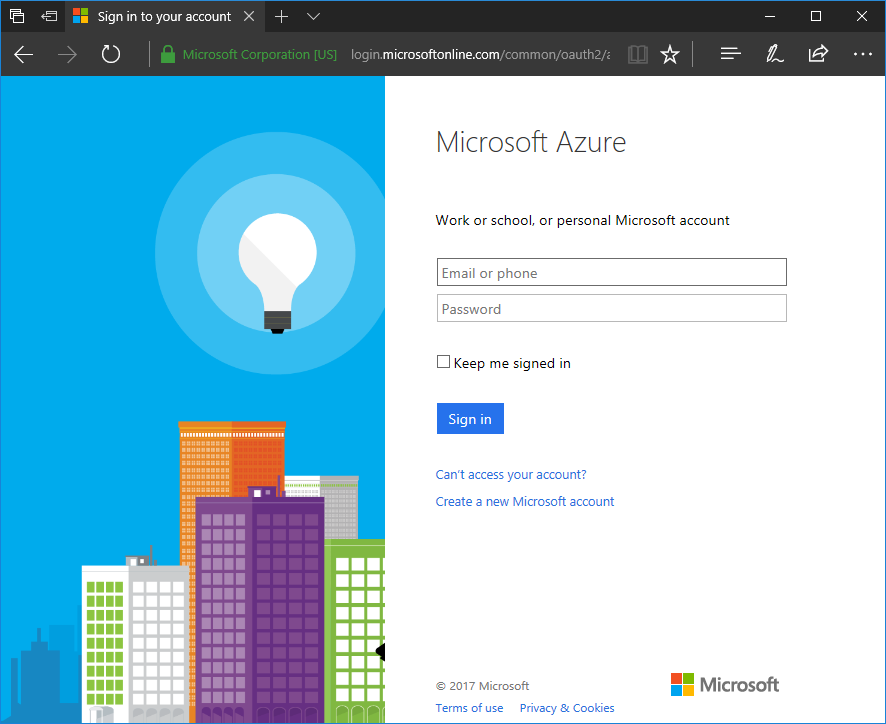 Sign in to your account
Microsoft Corporation [US] login.microsoftonline.com/common/oauth2/a
Microsoft Azure
Work or school, or personal Microsoft account
Email or phone
Password
Keep me signed in
Sign in
Can't access your account?
Create a new Microsoft account
© 2017 Microsoft
Microsoft
Terms of use Privacy & Cookies